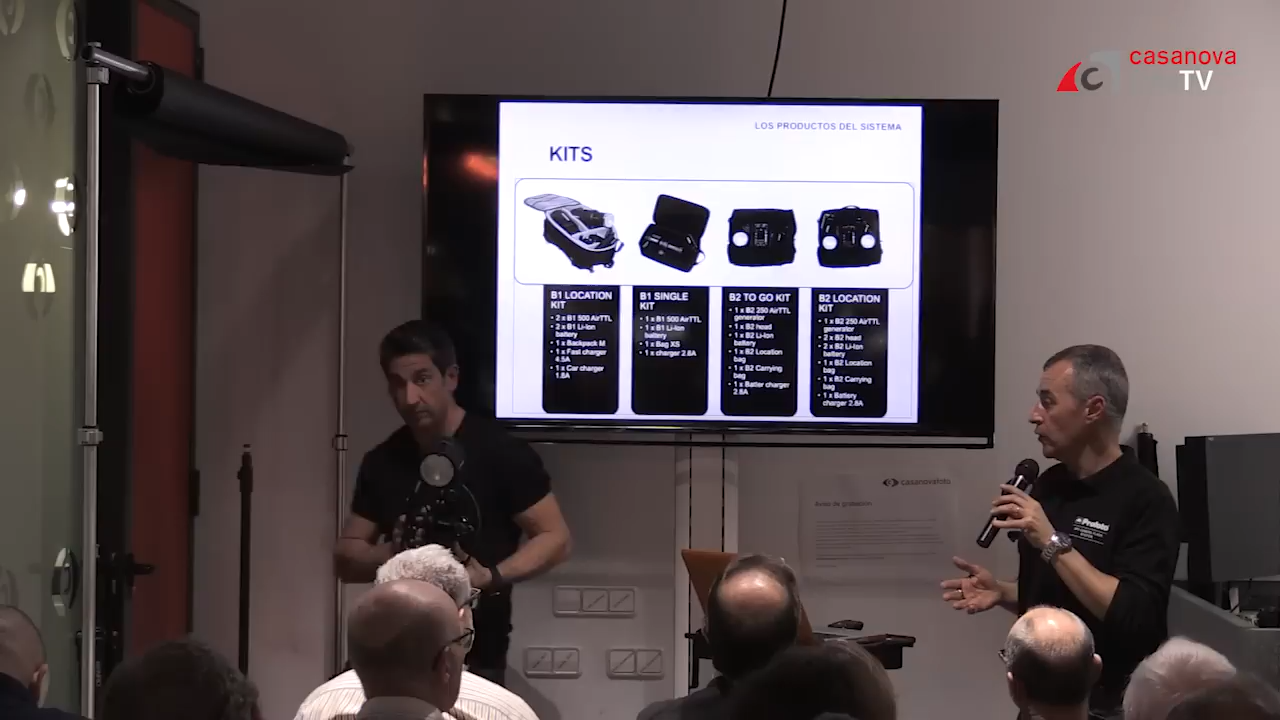 casanova
TV
LOS PRODUCTOS DEL SISTEMA
KITS
B1 LOCATION
KIT
• 2 x B1 500 AirTTL
• 2 x B1 Li-Ion
battery
• 1 x Backpack M
• 1 x Fast charger
4.5A
• 1 x Car charger
1.8A
B1 SINGLE
KIT
• 1 x B1 500 AirTTL
• 1 x B1 Li-Ion
battery
• 1 x Bag XS
• 1 x charger 2.8A
B2 TO GO KIT
• 1 x B2 250 AirTTL
generator
• 1 x B2 head
• 1 x B2 Li-Ion
battery
• 1 x B2 Location
bag
• 1 x B2 Carrying
bag
• 1 x Batter charger
2.8A
B2 LOCATION
KIT
• 1 x B2 250 AirTTL
generator
• 2 x B2 head
• 2 x B2 Li-Ion
battery
• 1 x B2 Location
bag
• 1 x B2 Carrying
bag
• 1 x Battery
charger 2.8A
casanovafoto
Aviso de grabación
Profoto